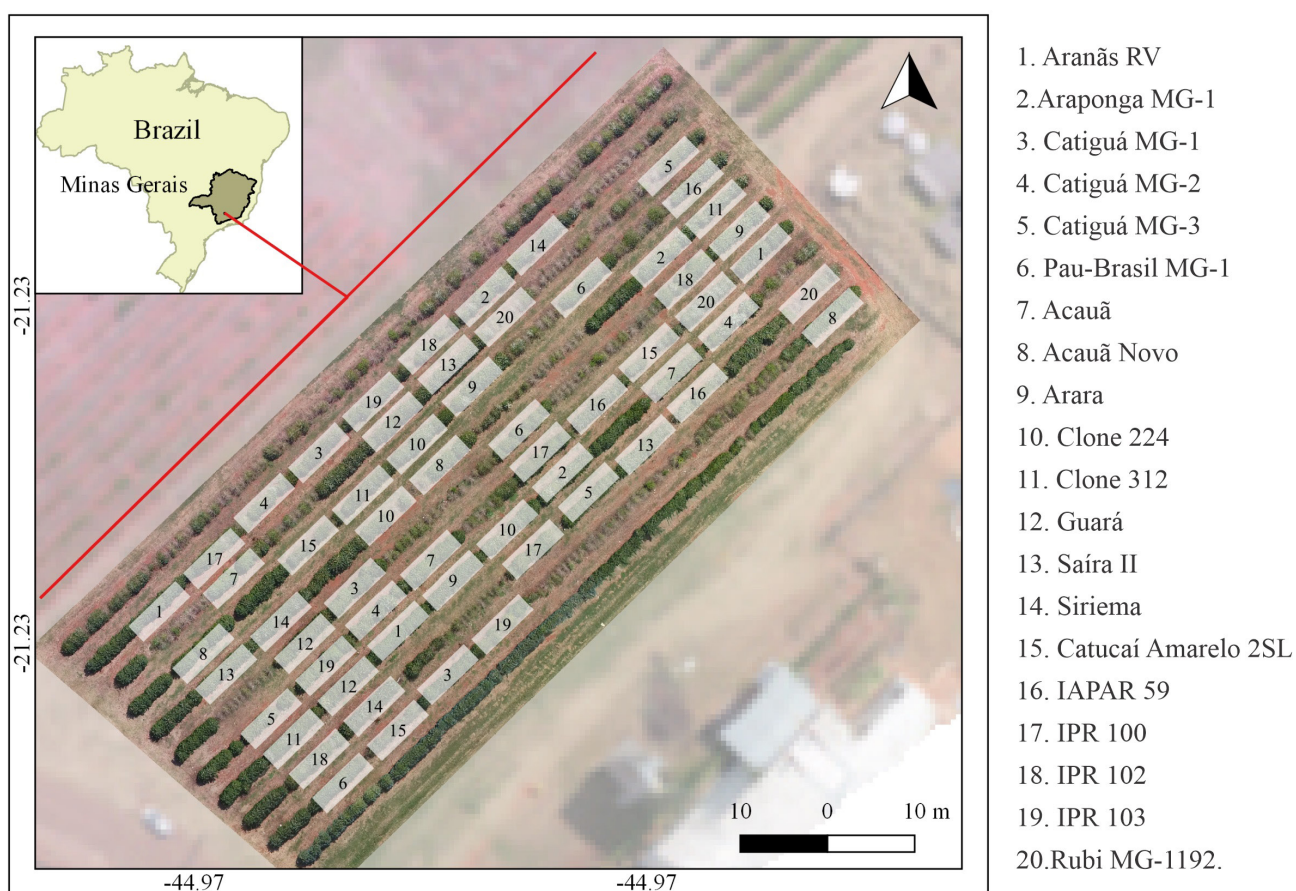 Brazil
Minas Gerais
5
16
11
9
1
14
2
18
20
8
2
6
20
4
18
13
15
7
16
9
16
19
12
6
13
3
10
17
8
2
4
11
5
10
15
10
17
17
7
7
3
9
1
4
14
1
19
8
12
13
19
3
12
5
14
11
15
18
6
-21.23
-21.23
10 0 10 m
-44.97 -44.97
1. Aranãs RV
2.Araponga MG-1
3. Catiguá MG-1
4. Catiguá MG-2
5. Catiguá MG-3
6. Pau-Brasil MG-1
7. Acauã
8. Acauã Novo
9. Arara
10. Clone 224
11. Clone 312
12. Guará
13. Saíra II
14. Siriema
15. Catucaí Amarelo 2SL
16. IAPAR 59
17. IPR 100
18. IPR 102
19. IPR 103
20.Rubi MG-1192.